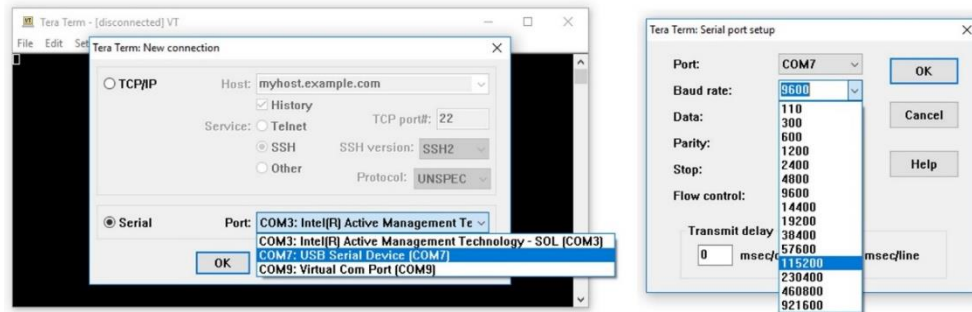 Tera Term - [disconnected] VT
File Edit Set
Tera Term: New connection
TCP/IP Host: myhost.example.com
History
Service: Telnet TCP port#: 22
SSH SSH version: SSH2
Other Protocol: UNSPEC
Serial Port: COM3: Intel(R) Active Management Te
COM3: Intel(R) Active Management Technology - SOL (COM3)
COM7: USB Serial Device (COM7)
COM9: Virtual Com Port (COM9)
OK
Tera Term: Serial port setup
Port: COM7 OK
Baud rate: 9600
Data: Cancel
Parity:
Stop: Help
Flow control:
110
300
600
1200
2400
4800
9600
14400
19200
38400
57600
115200
230400
460800
921600
Transmit delay
0 msec/ msec/line